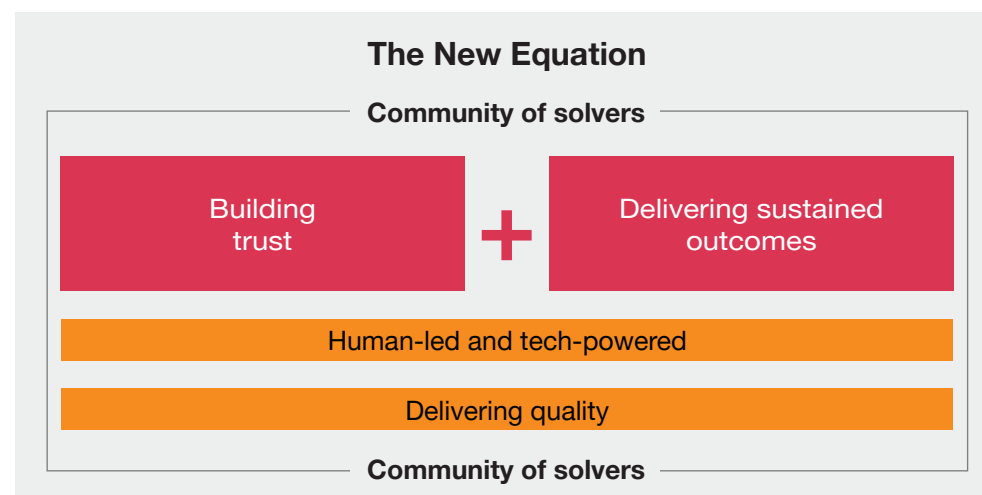 The New Equation
Community of solvers
Building
trust
+
Delivering sustained
outcomes
Human-led and tech-powered
Delivering quality
Community of solvers